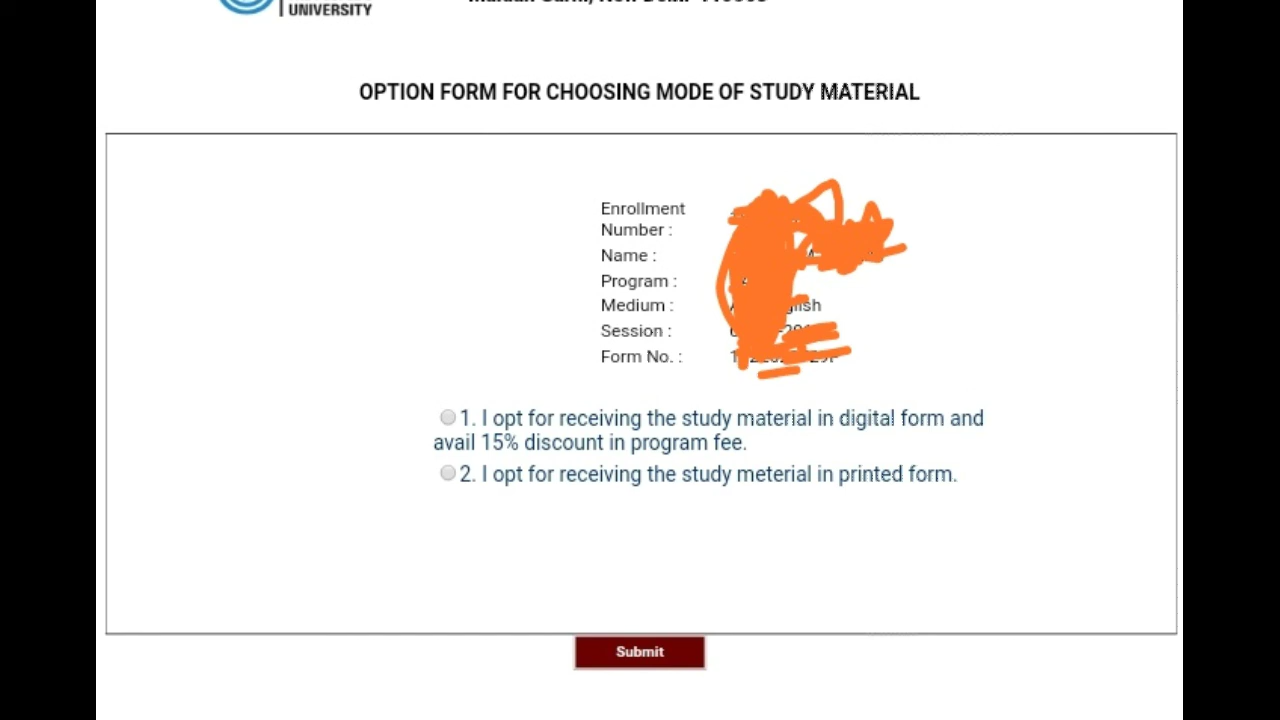 UNIVERSITY
OPTION FORM FOR CHOOSING MODE OF STUDY MATERIAL
Enrollment
Number :
Name :
Program :
Medium :
Session :
Form No. :
1. I opt for receiving the study material in digital form and
avail 15% discount in program fee.
2. I opt for receiving the study meterial in printed form.
Submit